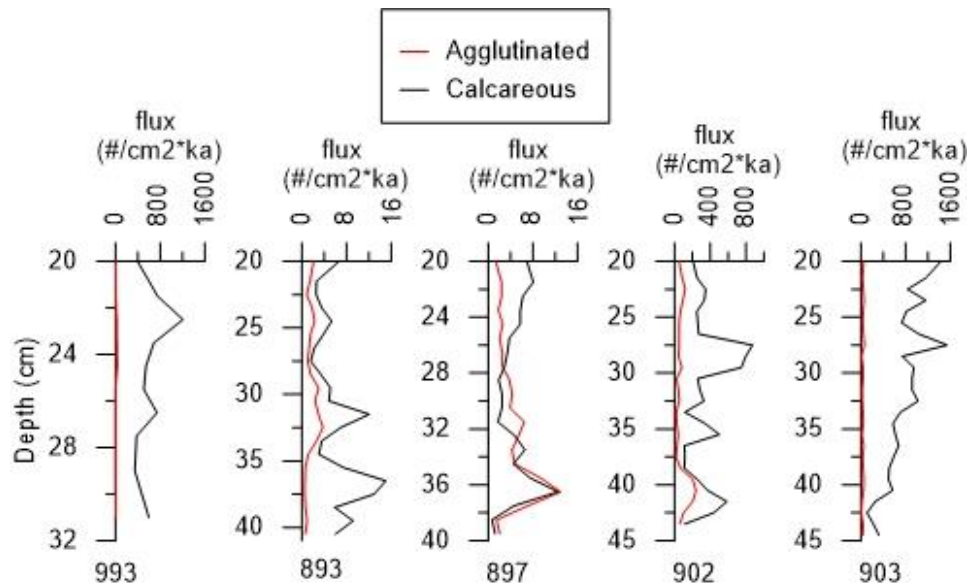 Agglutinated
Calcareous
flux
(#/cm2*ka)
0 800 1600
flux
(#/cm2*ka)
0 8 16
flux
(#/cm2*ka)
0 8 16
flux
(#/cm2*ka)
0 400 800
flux
(#/cm2*ka)
0 800 1600
Depth (cm)
20
24
28
32
993
20
25
30
35
40
893
20
24
28
32
36
40
897
20
25
30
35
40
45
902
20
25
30
35
40
45
903